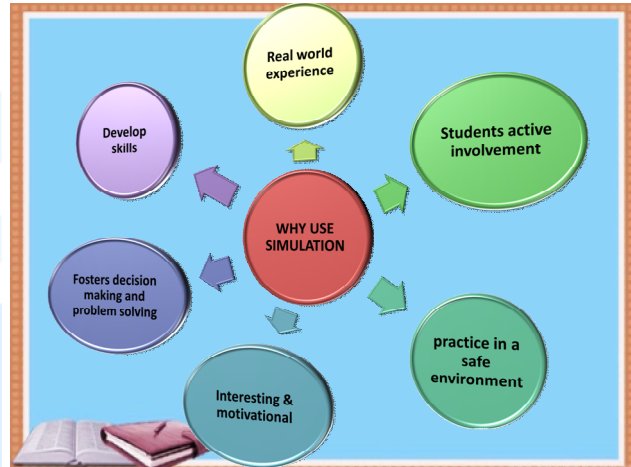 Real world
experience
Students active
involvement
practice in a
safe
environment
Interesting &
motivational
Fosters decision
making and
problem solving
Develop
skills
WHY USE
SIMULATION